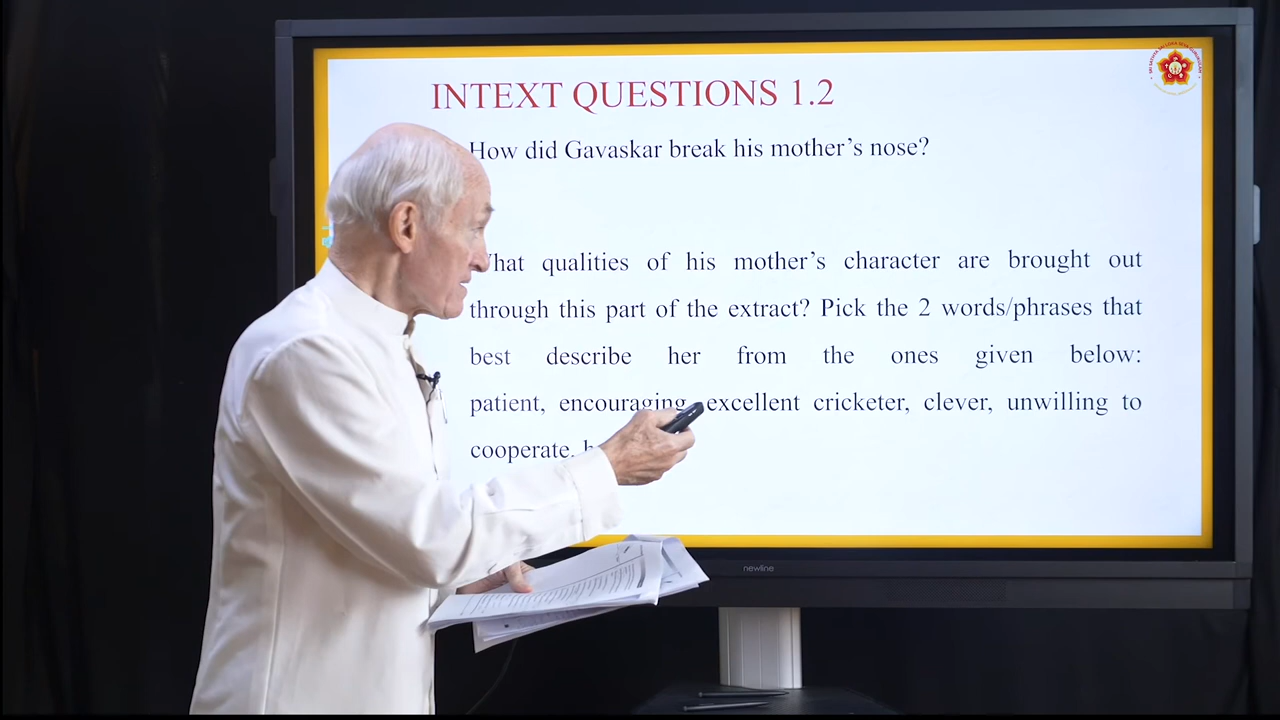 INTEXT QUESTIONS 1.2
How did Gavaskar break his mother's nose?
What qualities of his mother's character are brought out
through this part of the extract? Pick the 2 words/phrases that
best describe her from the ones given below:
patient, encouraging, excellent cricketer, clever, unwilling to
cooperate,
newline